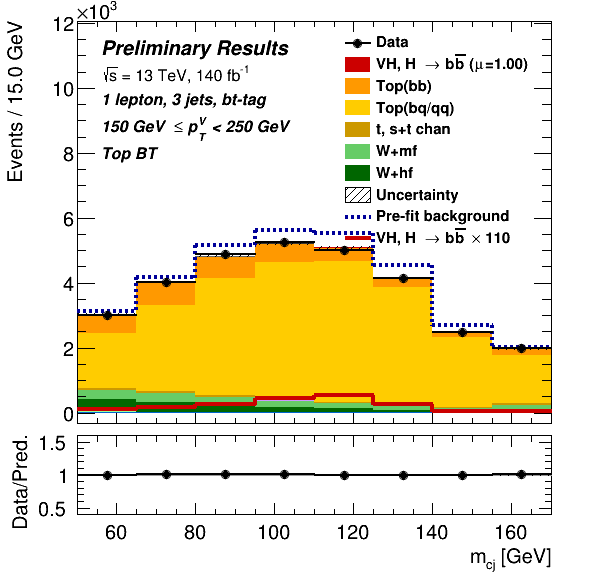 12 ×10³
Preliminary Results
√s = 13 TeV, 140 fb⁻¹
1 lepton, 3 jets, bt-tag
150 GeV ≤ p_T^V < 250 GeV
Top BT
Data
VH, H → bb̅ (μ=1.00)
Top(bb)
Top(bq/qq)
t, s+t chan
W+mf
W+hf
Uncertainty
Pre-fit background
VH, H → bb̅ × 110
Events / 15.0 GeV
10
8
6
4
2
0
Data/Pred.
1.5
1
0.5
60 80 100 120 140 160
m_cj [GeV]